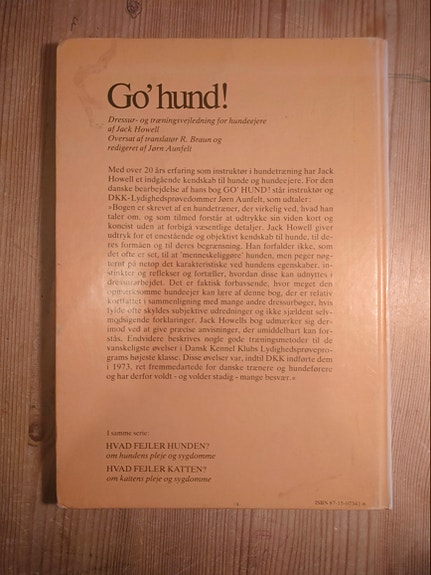 Go' hund!
Dressur- og træningsvejledning for hundeejere
af Jack Howell
Oversat af translatør R. Braun og
redigeret af Jørn Aunfelt
Med over 20 års erfaring som instruktør i hundetræning har Jack
Howell et indgående kendskab til hunde og hundeejere. For den
danske bearbejdelse af hans bog GO' HUND! står instruktør og
DKK-Lydighedsprøvedommer Jørn Aunfelt, som udtaler:
»Bogen er skrevet af en hundetræner, der virkelig ved, hvad han
taler om, og som tilmed forstår at udtrykke sin viden kort og
koncist uden at forbigå væsentlige detaljer. Jack Howell giver
udtryk for et enestående og objektivt kendskab til hunde, til de-
res formåen og til deres begrænsning. Han forfalder ikke, som
det ofte er set, til at 'menneskeliggøre' hunden, men peger nøg-
ternt på netop det karakteristiske ved hundens egenskaber, in-
stinkter og reflekser og fortæller, hvordan disse kan udnyttes i
dressurarbejdet. Det er faktisk forbavsende, hvor meget den
opmærksomme hundeejer kan lære af denne bog, der er relativ
kortfattet i sammenligning med mange andre dressurbøger, hvis
fylde ofte skyldes subjektive udredninger og ikke sjældent selv-
modsigende forklaringer. Jack Howells bog udmærker sig der-
imod ved at give præcise anvisninger, der umiddelbart kan for-
stås. Endvidere beskrives nogle gode træningsmetoder til de
vanskeligste øvelser i Dansk Kennel Klubs Lydighedsprøvepro-
grams højeste klasse. Disse øvelser var, indtil DKK indførte dem
i 1973, ret fremmedartede for danske trænere og hundeførere
og har derfor voldt - og volder stadig - mange besvær.«
I samme serie:
HVAD FEJLER HUNDEN?
om hundens pleje og sygdomme
HVAD FEJLER KATTEN?
om kattens pleje og sygdomme
ISBN